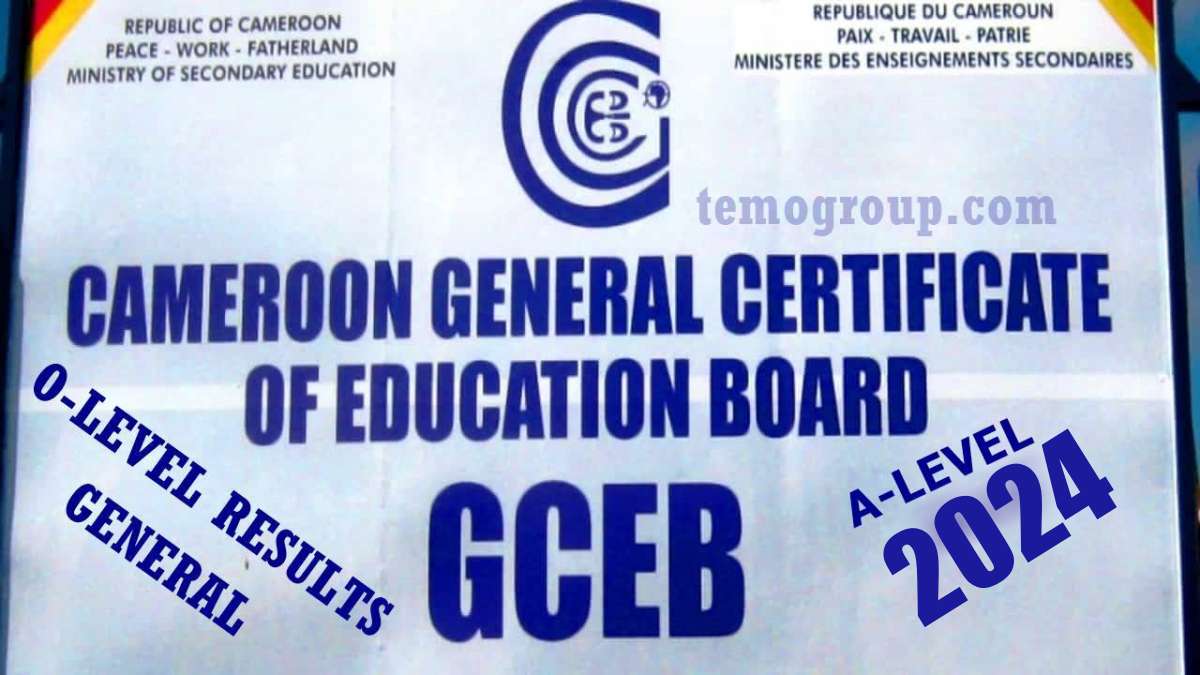 REPUBLIC OF CAMEROON
PEACE - WORK - FATHERLAND
MINISTRY OF SECONDARY EDUCATION
REPUBLIQUE DU CAMEROUN
PAIX - TRAVAIL - PATRIE
MINISTERE DES ENSEIGNEMENTS SECONDAIRES
temogroup.com
CAMEROON GENERAL CERTIFICATE
OF EDUCATION BOARD
GCEB
O-LEVEL RESULTS
GENERAL
A-LEVEL
2024